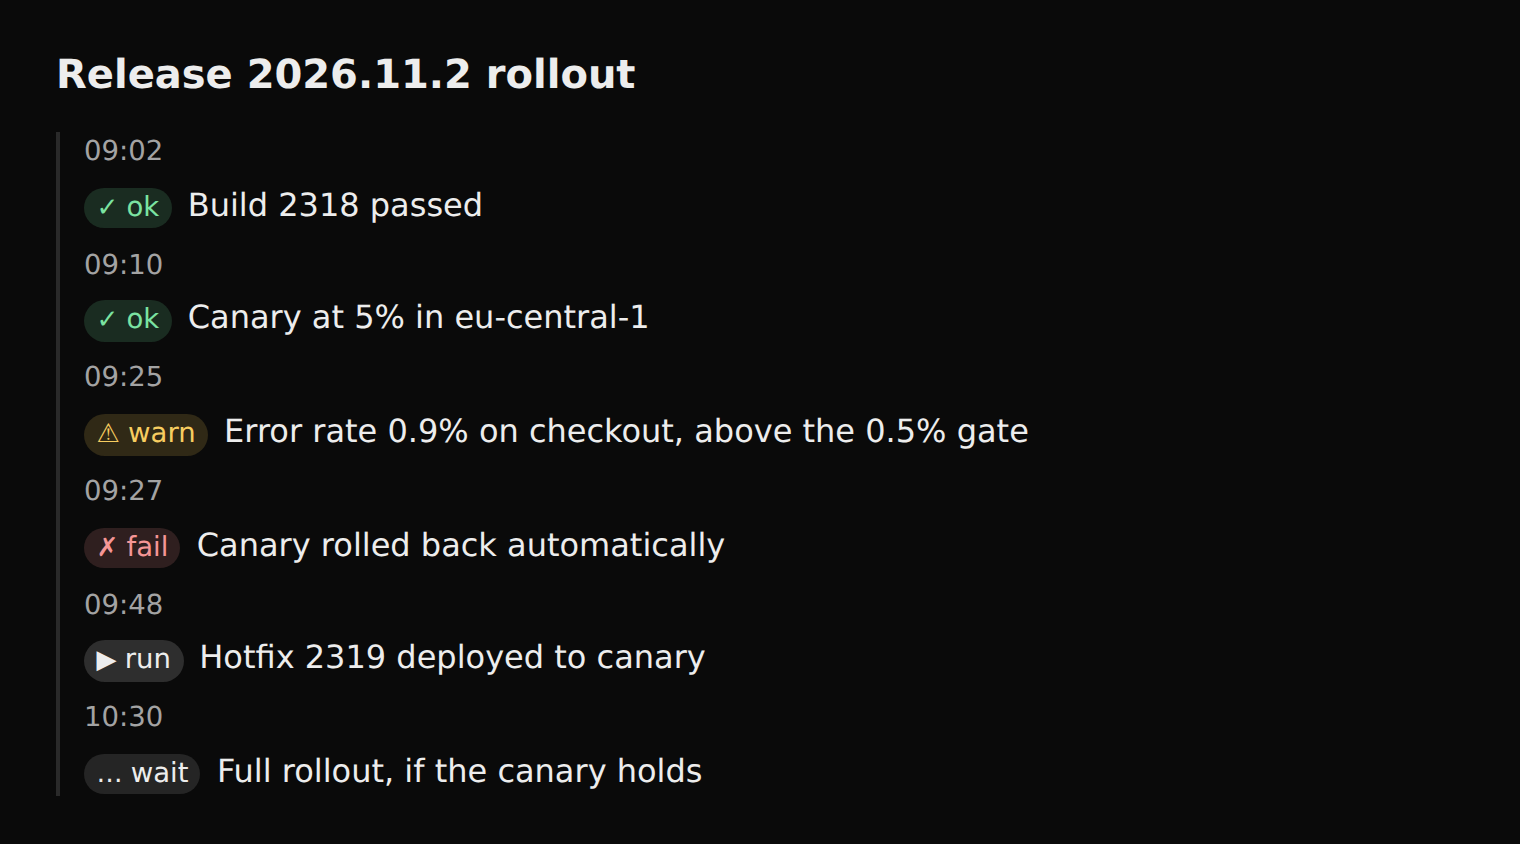 Release 2026.11.2 rollout
09:02
✓ ok Build 2318 passed
09:10
✓ ok Canary at 5% in eu-central-1
09:25
⚠ warn Error rate 0.9% on checkout, above the 0.5% gate
09:27
✗ fail Canary rolled back automatically
09:48
▶ run Hotfix 2319 deployed to canary
10:30
… wait Full rollout, if the canary holds